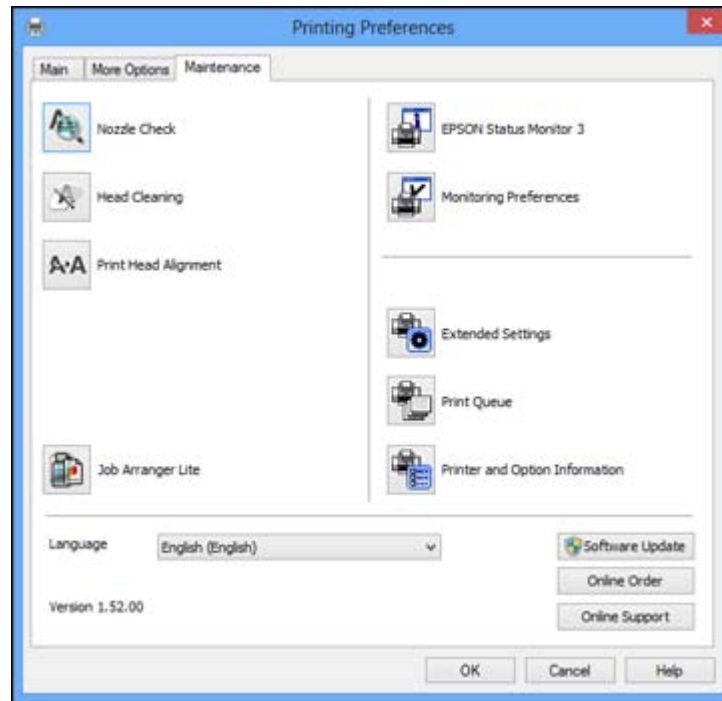 Printing Preferences
Main
More Options
Maintenance
Nozzle Check
Head Cleaning
A·A Print Head Alignment
Job Arranger Lite
EPSON Status Monitor 3
Monitoring Preferences
Extended Settings
Print Queue
Printer and Option Information
Language
English (English)
Version 1.52.00
Software Update
Online Order
Online Support
OK
Cancel
Help